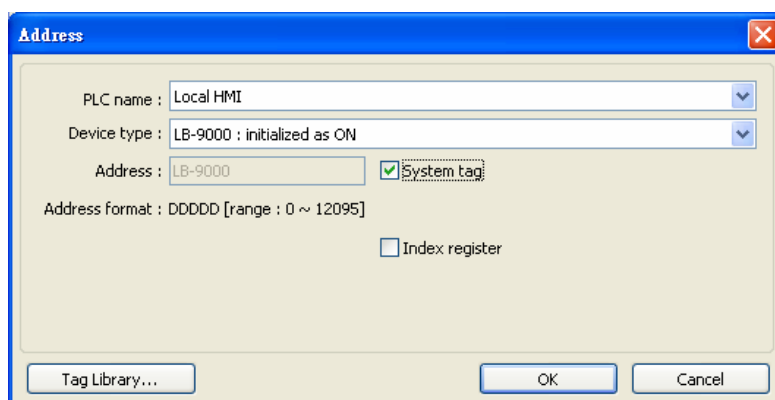 Address
PLC name : Local HMI
Device type : LB-9000 : initialized as ON
Address : LB-9000 System tag
Address format : DDDDD [range : 0 ~ 12095]
Index register
Tag Library... OK Cancel